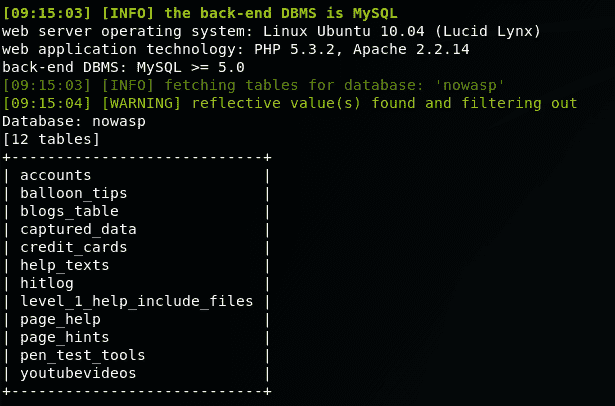 [09:15:03] [INFO] the back-end DBMS is MySQL
web server operating system: Linux Ubuntu 10.04 (Lucid Lynx)
web application technology: PHP 5.3.2, Apache 2.2.14
back-end DBMS: MySQL >= 5.0
[09:15:03] [INFO] fetching tables for database: 'nowasp'
[09:15:04] [WARNING] reflective value(s) found and filtering out
Database: nowasp
[12 tables]
+----------------------------+
| accounts                   |
| balloon_tips               |
| blogs_table                |
| captured_data              |
| credit_cards               |
| help_texts                 |
| hitlog                     |
| level_1_help_include_files |
| page_help                  |
| page_hints                 |
| pen_test_tools             |
| youtubevideos              |
+----------------------------+